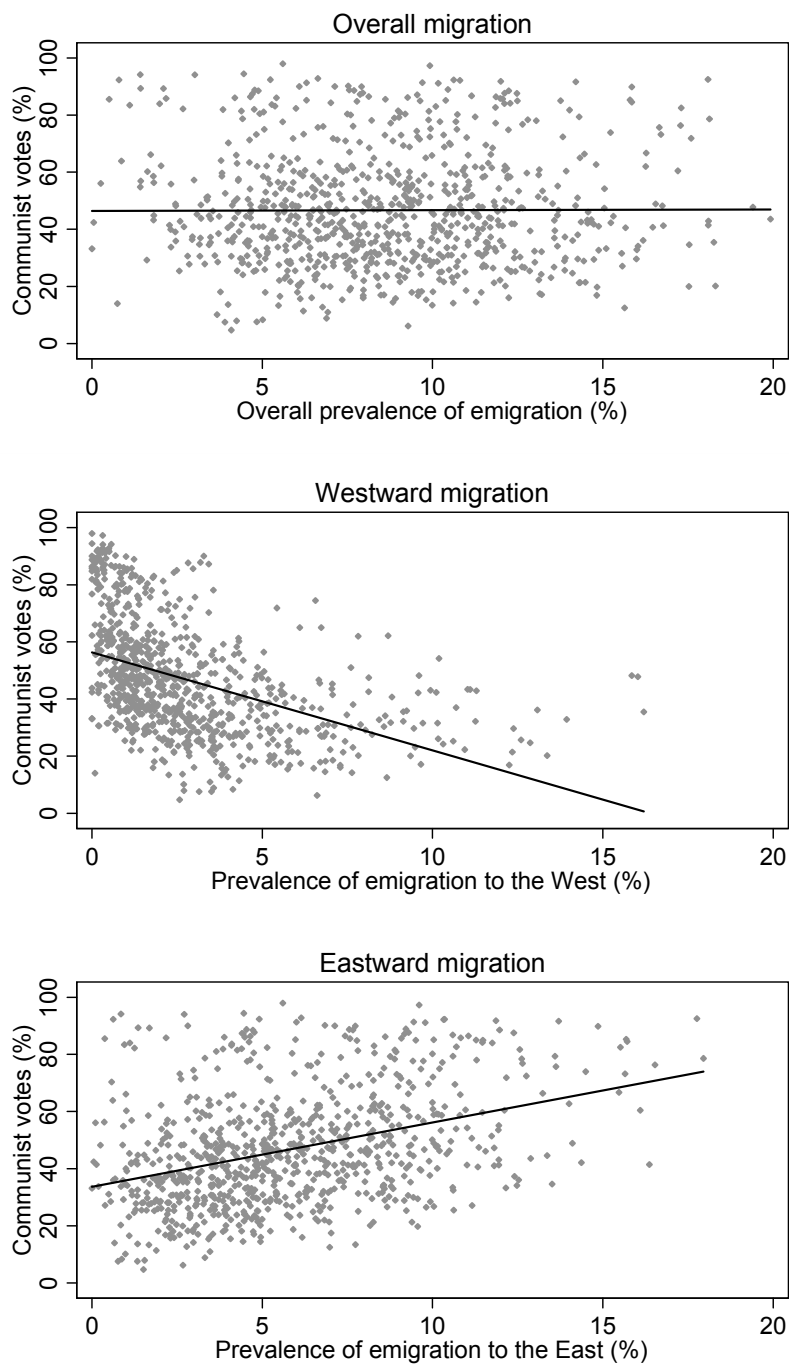 Overall migration
Communist votes (%)
100
80
60
40
20
0
0 5 10 15 20
Overall prevalence of emigration (%)
Westward migration
Communist votes (%)
100
80
60
40
20
0
0 5 10 15 20
Prevalence of emigration to the West (%)
Eastward migration
Communist votes (%)
100
80
60
40
20
0
0 5 10 15 20
Prevalence of emigration to the East (%)